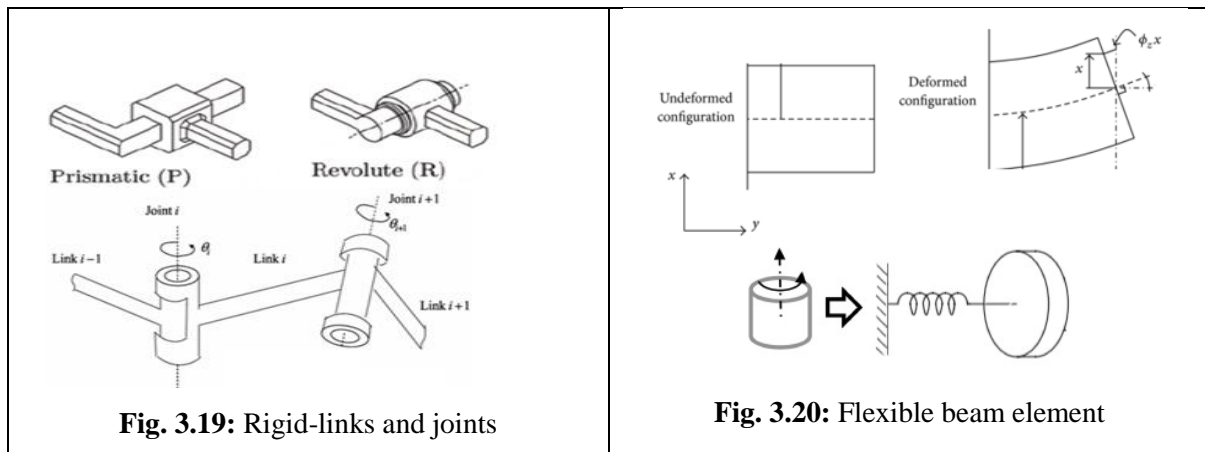 Prismatic (P)
Revolute (R)
Joint i
Joint i+1
θi
θi+1
Link i−1
Link i
Link i+1
Fig. 3.19: Rigid-links and joints
Undeformed
configuration
Deformed
configuration
ϕz x
x
x
y
Fig. 3.20: Flexible beam element